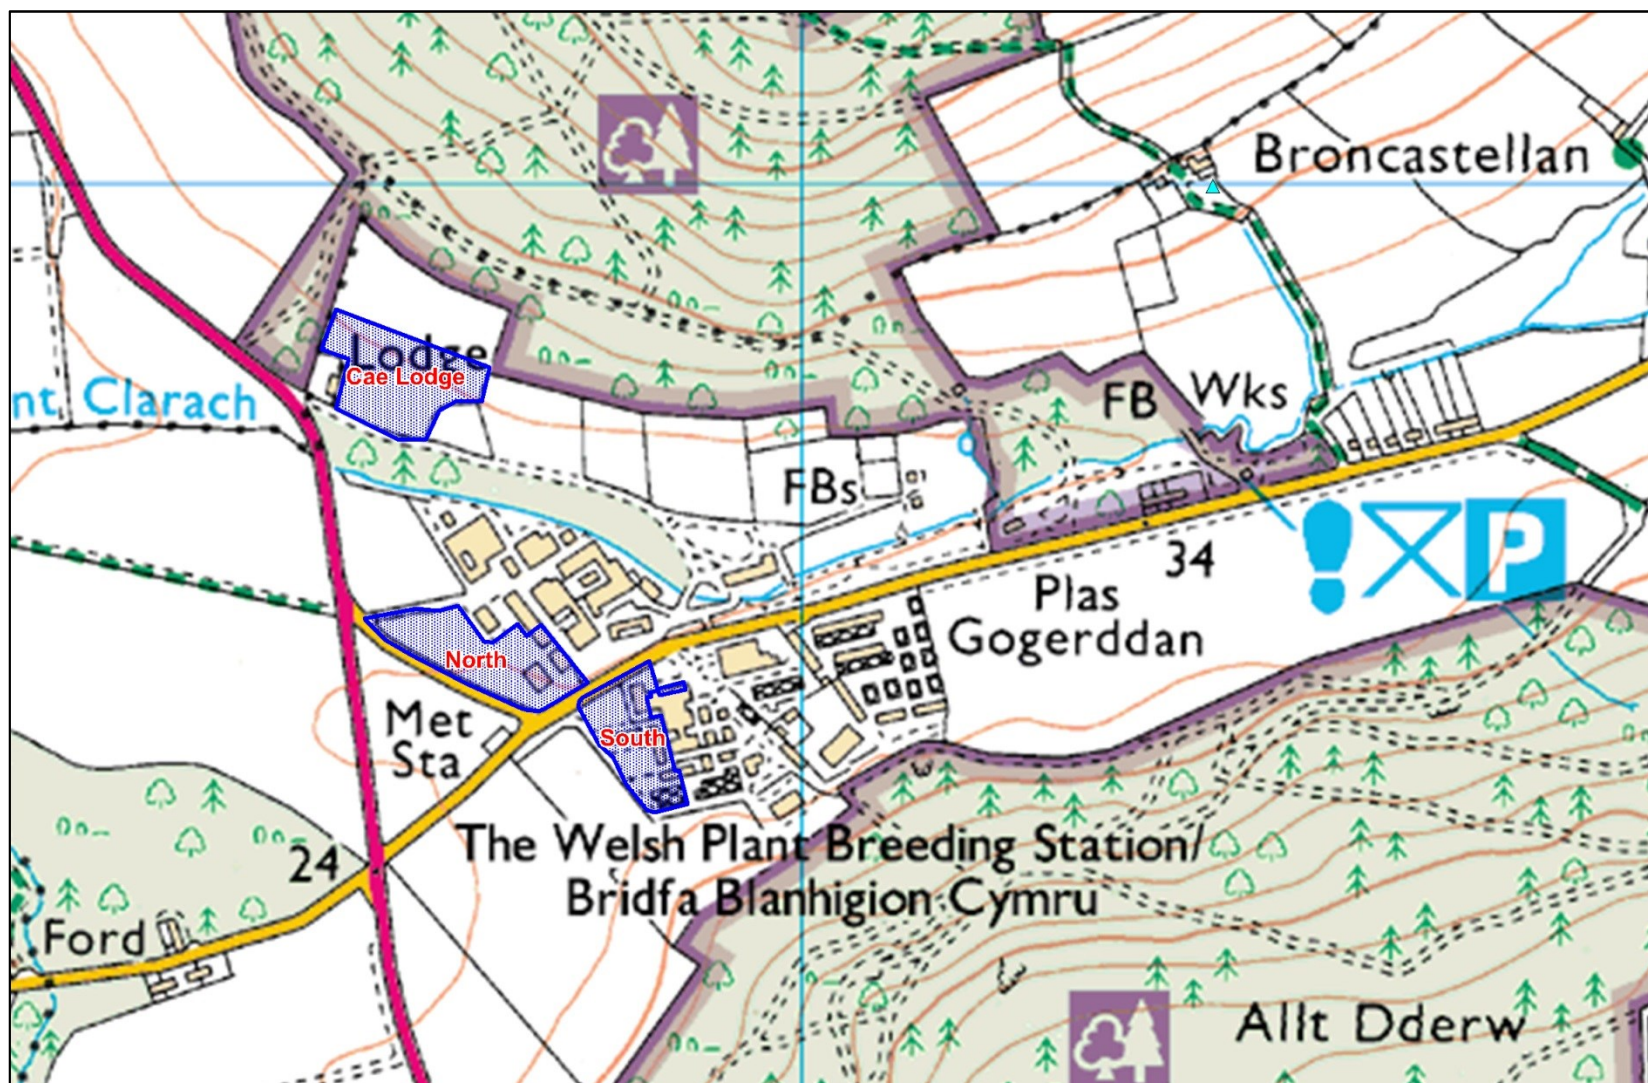 Broncastellan
Lodge
Cae Lodge
nt Clarach
FB
Wks
FBs
34
P
Plas
Gogerddan
North
South
Met
Sta
The Welsh Plant Breeding Station/
Bridfa Blanhigion Cymru
24
Ford
Allt Dderw